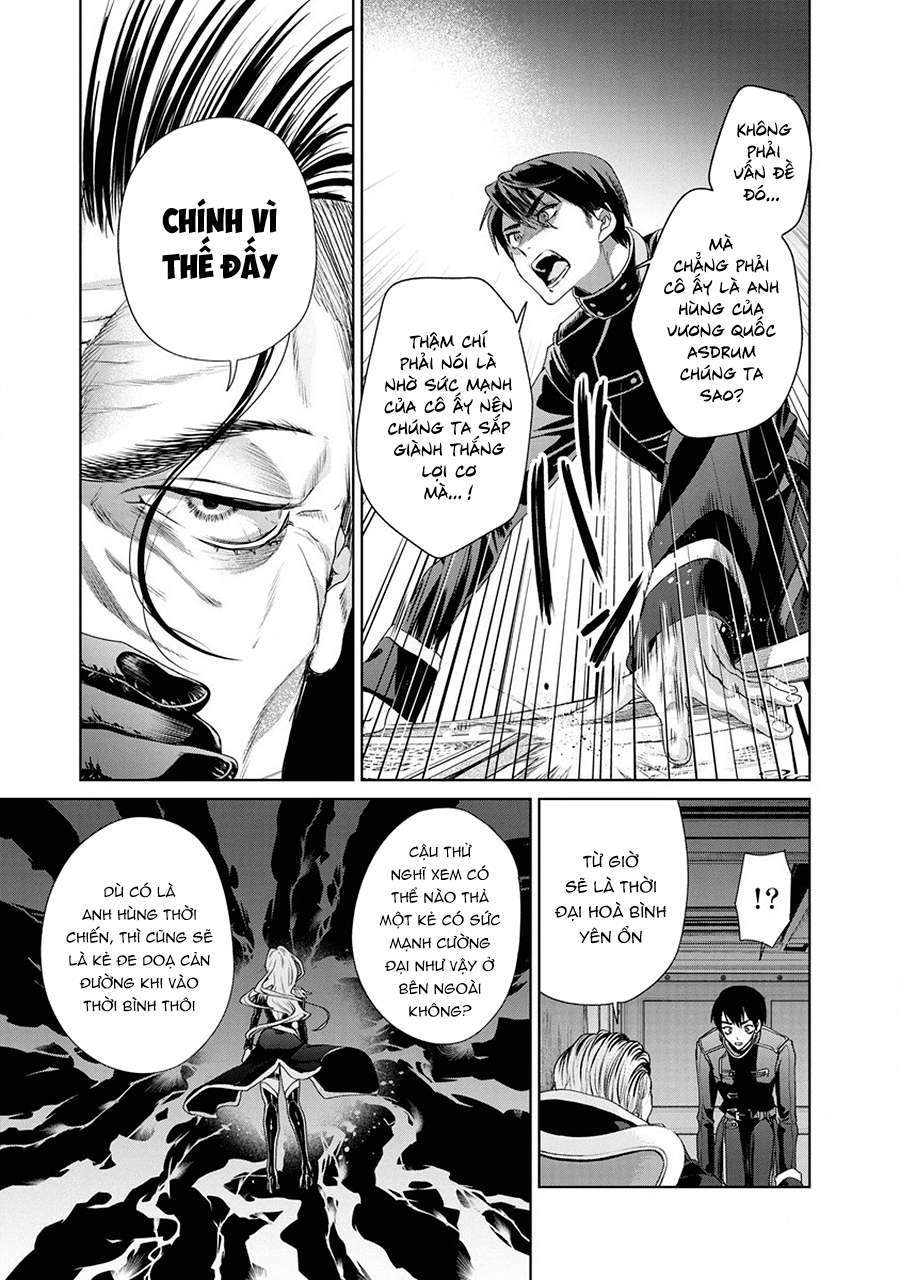 KHÔNG
PHẢI
VẤN ĐỀ
ĐÓ...
MÀ
CHẲNG PHẢI
CÔ ẤY LÀ ANH
HÙNG CỦA
VƯƠNG QUỐC
ASDRUM
CHÚNG TA
SAO?
THẬM CHÍ
PHẢI NÓI LÀ
NHỜ SỨC MẠNH
CỦA CÔ ẤY NÊN
CHÚNG TA SẮP
GIÀNH THẮNG
LỢI CƠ
MÀ...!
CHÍNH VÌ
THẾ ĐẤY
!?
TỪ GIỜ
SẼ LÀ THỜI
ĐẠI HOÀ BÌNH
YÊN ỔN
CẬU THỬ
NGHĨ XEM CÓ
THỂ NÀO THẢ
MỘT KẺ CÓ SỨC
MẠNH CƯỜNG
ĐẠI NHƯ VẬY Ở
BÊN NGOÀI
KHÔNG?
DÙ CÓ LÀ
ANH HÙNG THỜI
CHIẾN, THÌ CŨNG SẼ
LÀ KẺ ĐE DOẠ CẢN
ĐƯỜNG KHI VÀO
THỜI BÌNH THÔI